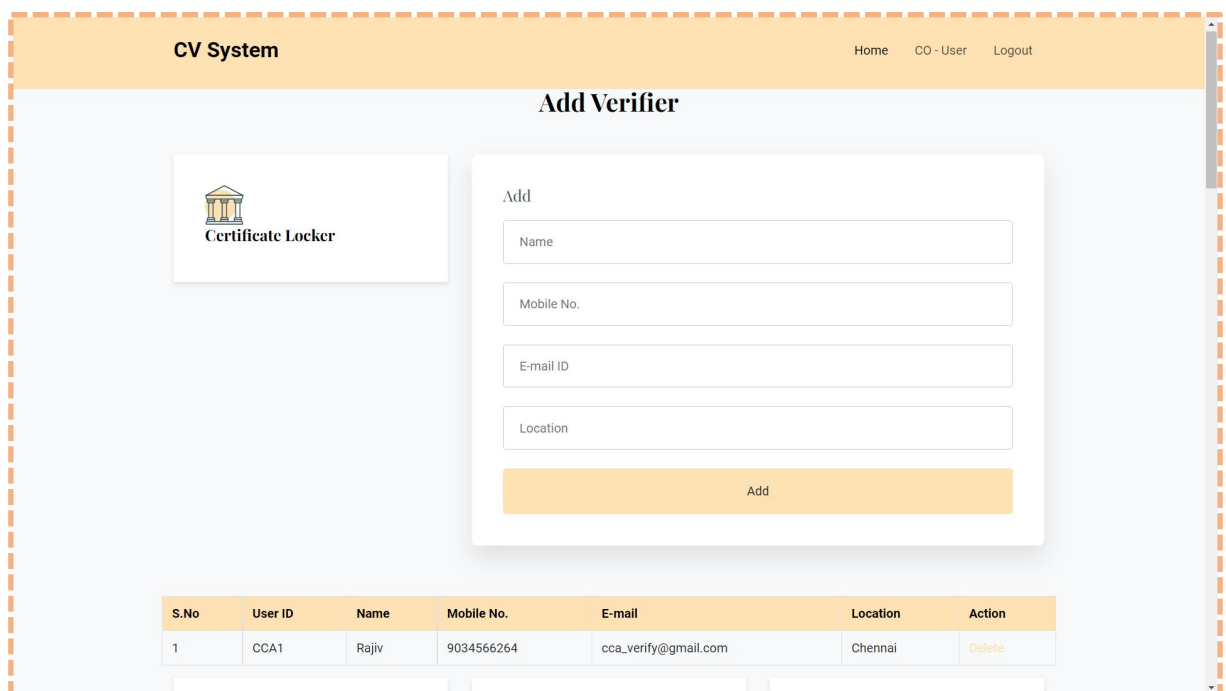 CV System
Home CO - User Logout
Add Verifier
Certificate Locker
Add
Name
Mobile No.
E-mail ID
Location
Add
S.No User ID Name Mobile No. E-mail Location Action
1 CCA1 Rajiv 9034566264 cca_verify@gmail.com Chennai Delete